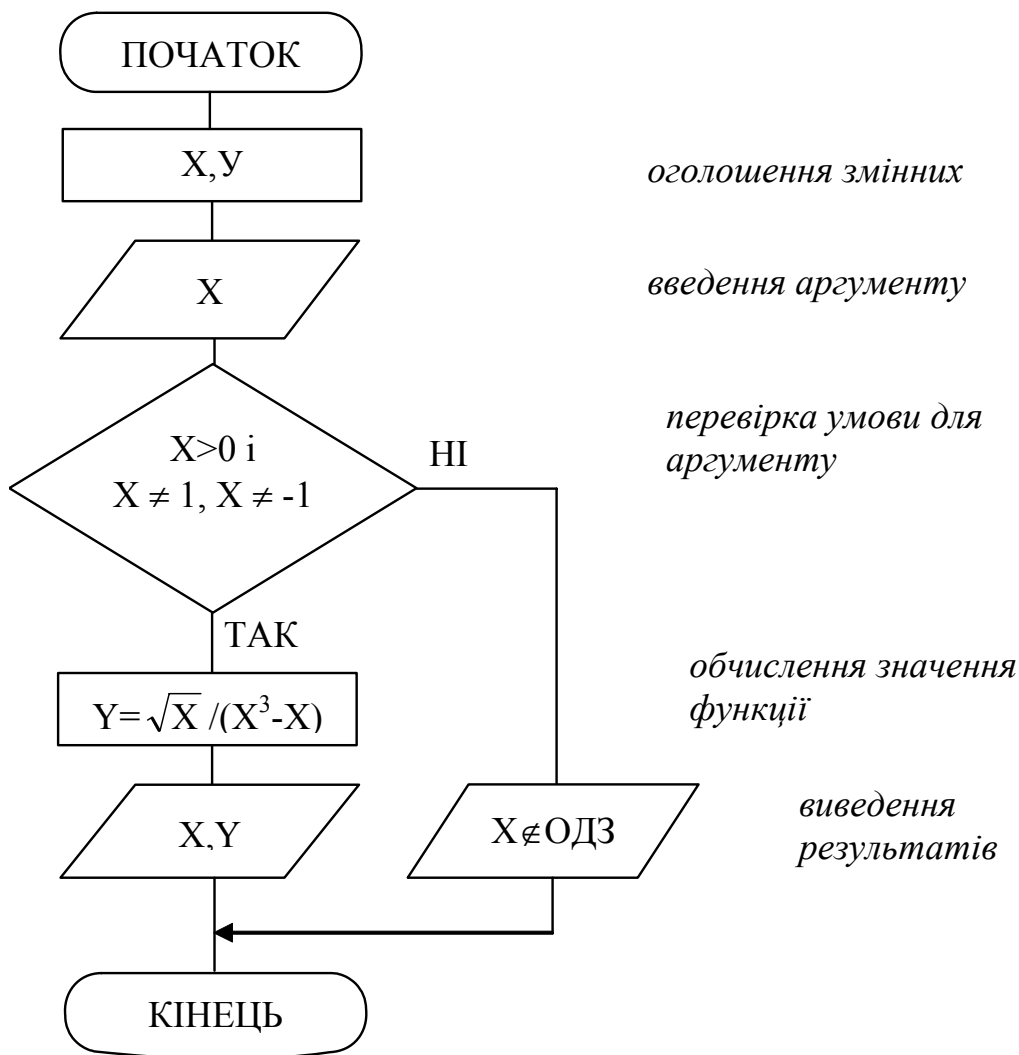 ПОЧАТОК
Х,У
оголошення змінних
Х
введення аргументу
Х>0 і
Х ≠ 1, Х ≠ -1
НІ
перевірка умови для
аргументу
ТАК
Y=√X /(X³-X)
обчислення значення
функції
X,Y
Х∉ОДЗ
виведення
результатів
КІНЕЦЬ